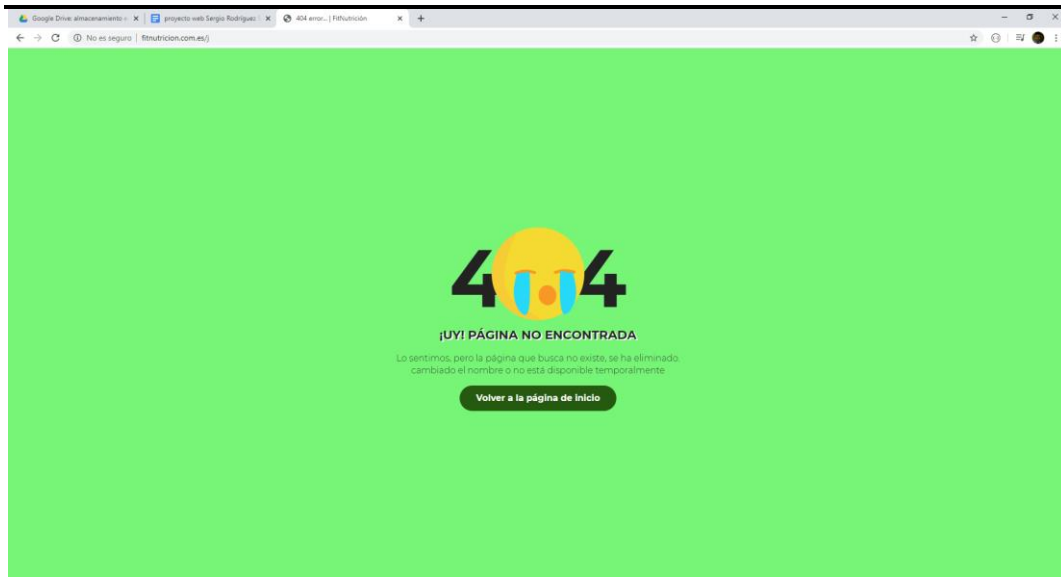 Google Drive: almacenamiento e
proyecto web Sergio Rodriguez
404 error... | FitNutrición
No es seguro | fitnutricion.com.es/j
4 4
¡UY! PÁGINA NO ENCONTRADA
Lo sentimos, pero la página que busca no existe, se ha eliminado.
cambiado el nombre o no está disponible temporalmente
Volver a la página de inicio